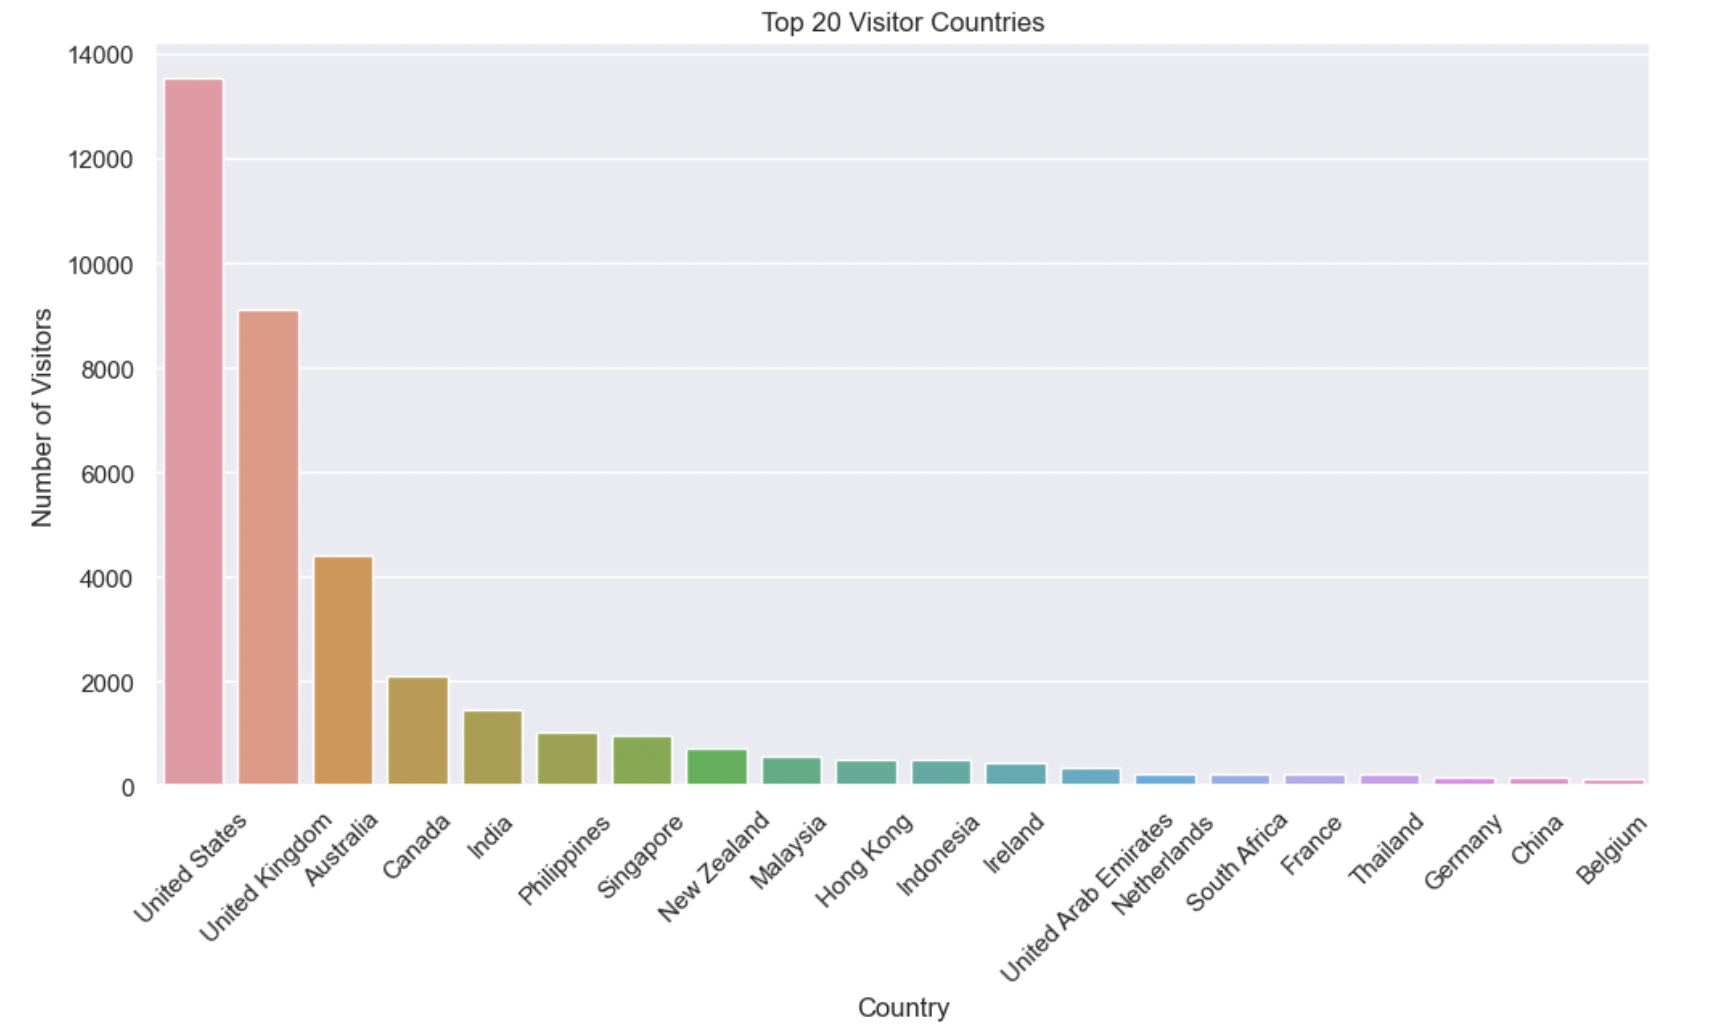 Top 20 Visitor Countries
14000
12000
10000
8000
6000
4000
2000
0
Number of Visitors
United States
United Kingdom
Australia
Canada
India
Philippines
Singapore
New Zealand
Malaysia
Hong Kong
Indonesia
Ireland
United Arab Emirates
Netherlands
South Africa
France
Thailand
Germany
China
Belgium
Country